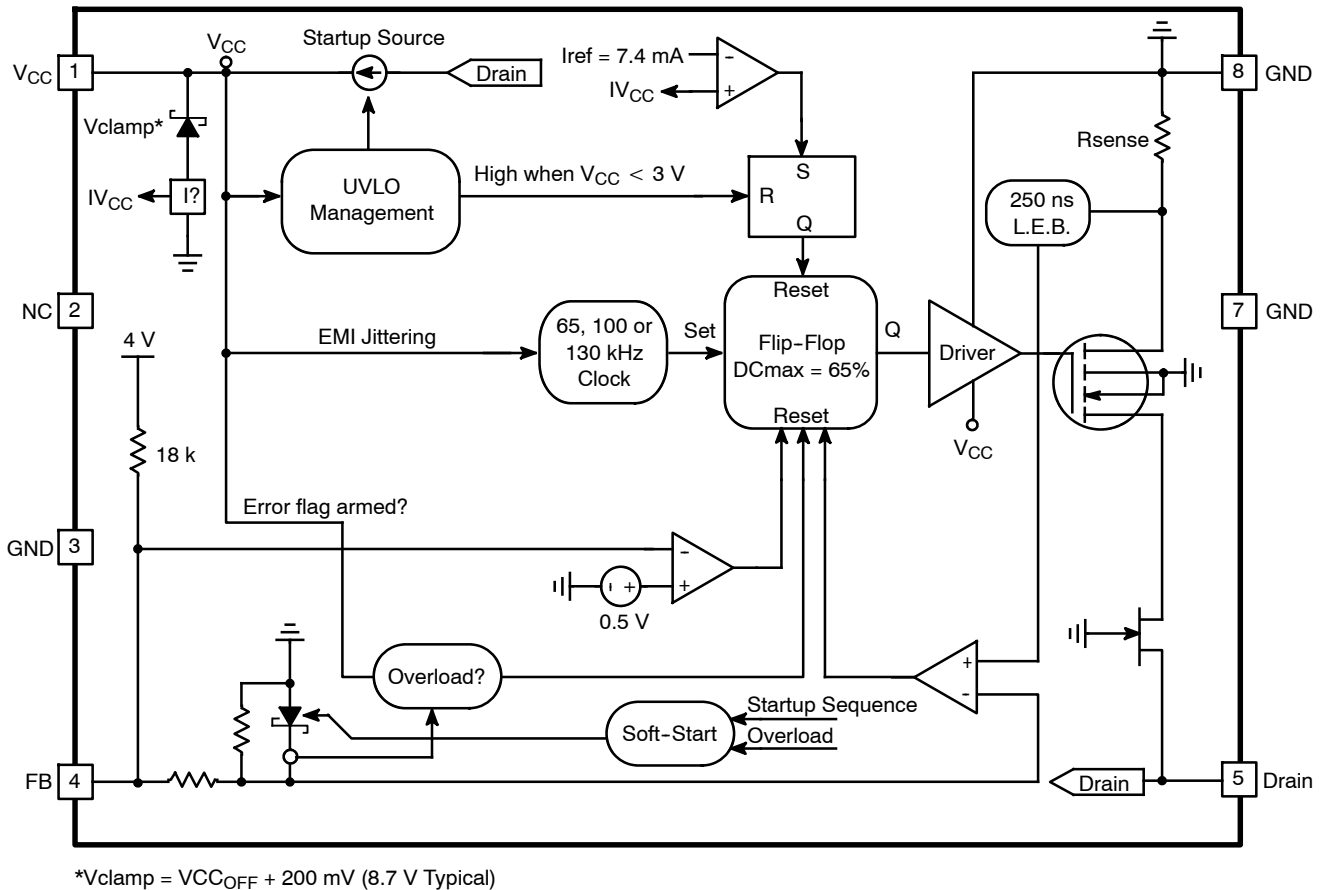 VCC
1
VCC
Startup Source
Drain
Iref = 7.4 mA
-
IVCC
+
8
GND
Vclamp*
Rsense
UVLO
Management
High when VCC < 3 V
S
R
Q
250 ns
L.E.B.
IVCC
I?
NC
2
7
GND
4 V
EMI Jittering
65, 100 or
130 kHz
Clock
Set
Reset
Flip-Flop
DCmax = 65%
Reset
Q
Driver
VCC
18 k
Error flag armed?
GND
3
-
+
- +
0.5 V
Overload?
+
-
Soft-Start
Startup Sequence
Overload
FB
4
Drain
5
Drain
*Vclamp = VCCOFF + 200 mV (8.7 V Typical)